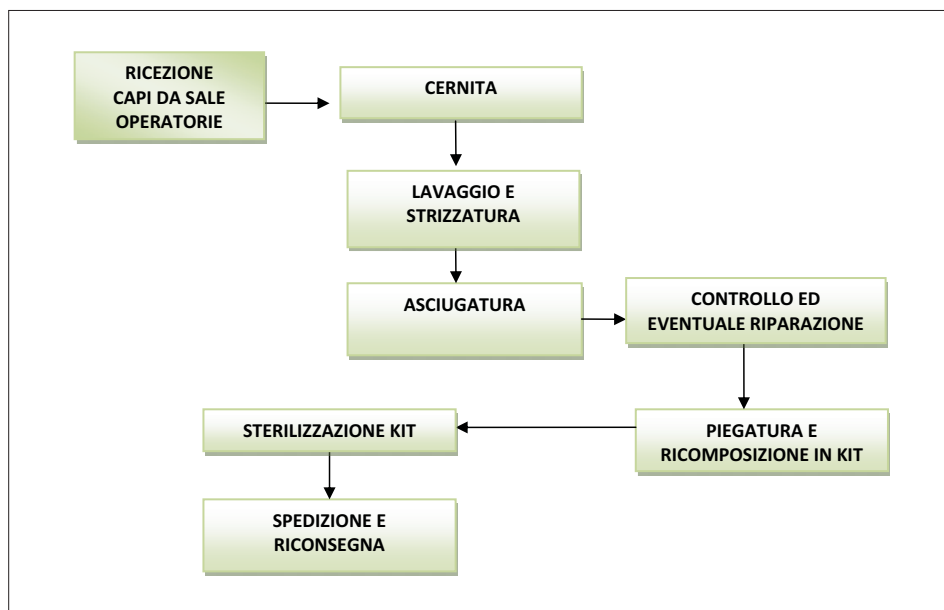 RICEZIONE
CAPI DA SALE
OPERATORIE
CERNITA
LAVAGGIO E
STRIZZATURA
ASCIUGATURA
CONTROLLO ED
EVENTUALE RIPARAZIONE
PIEGATURA E
RICOMPOSIZIONE IN KIT
STERILIZZAZIONE KIT
SPEDIZIONE E
RICONSEGNA